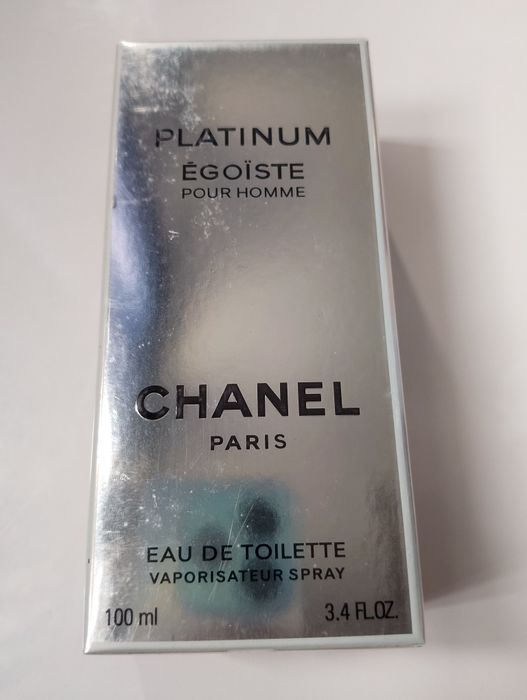 PLATINUM
ÉGOÏSTE
POUR HOMME
CHANEL
PARIS
EAU DE TOILETTE
VAPORISATEUR SPRAY
100 ml 3.4 FL.OZ.